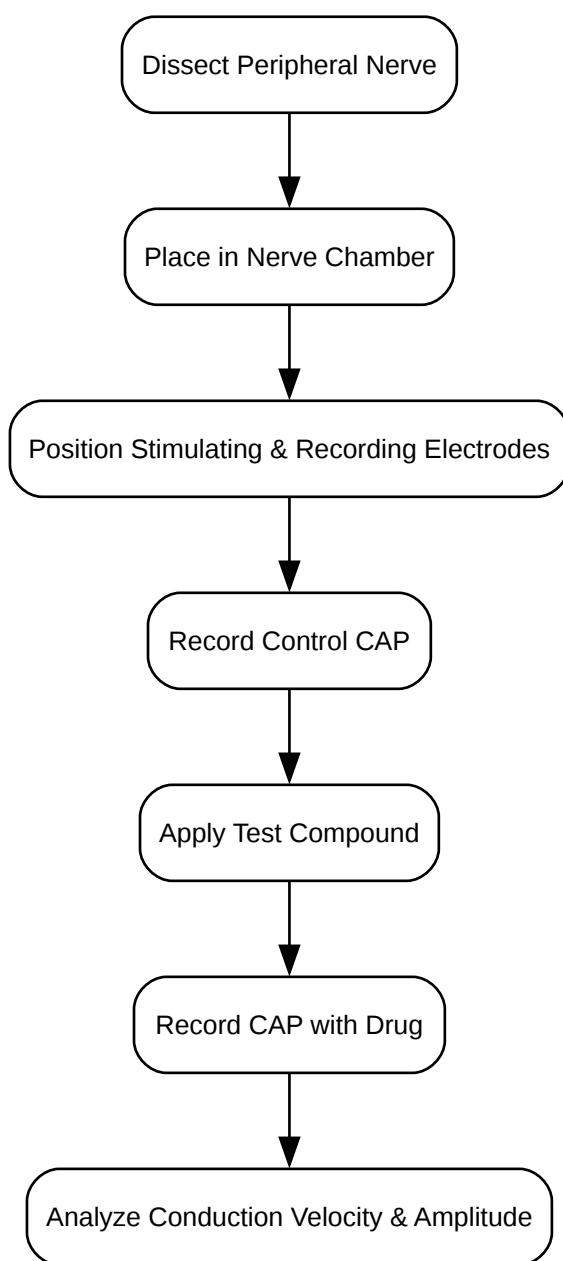 Dissect Peripheral Nerve
Place in Nerve Chamber
Position Stimulating & Recording Electrodes
Record Control CAP
Apply Test Compound
Record CAP with Drug
Analyze Conduction Velocity & Amplitude